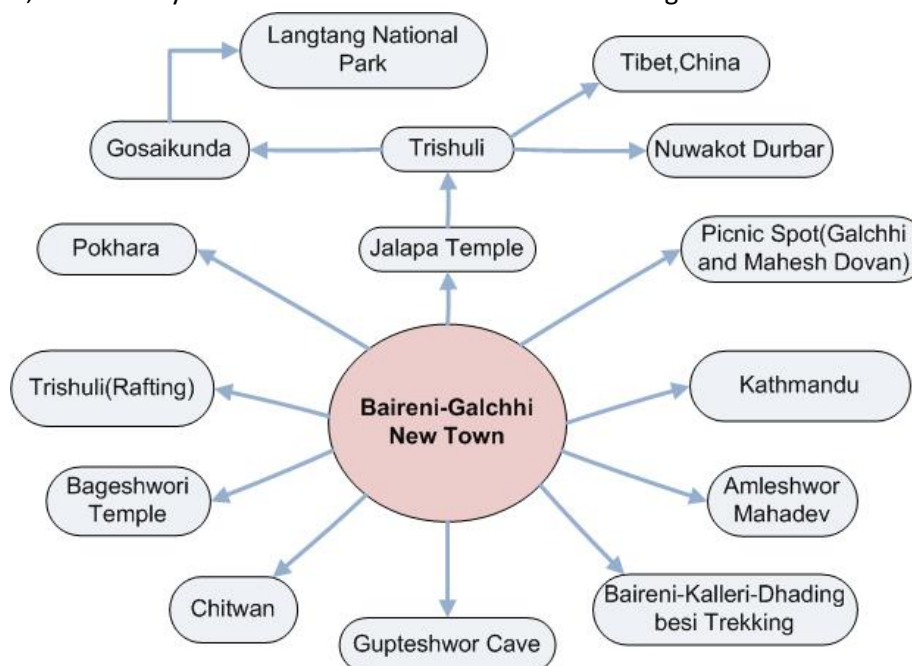 Langtang National
Park
Tibet,China
Gosaikunda
Trishuli
Nuwakot Durbar
Pokhara
Jalapa Temple
Picnic Spot(Galchhi
and Mahesh Dovan)
Trishuli(Rafting)
Baireni-Galchhi
New Town
Kathmandu
Bageshwori
Temple
Amleshwor
Mahadev
Chitwan
Gupteshwor Cave
Baireni-Kalleri-Dhading
besi Trekking